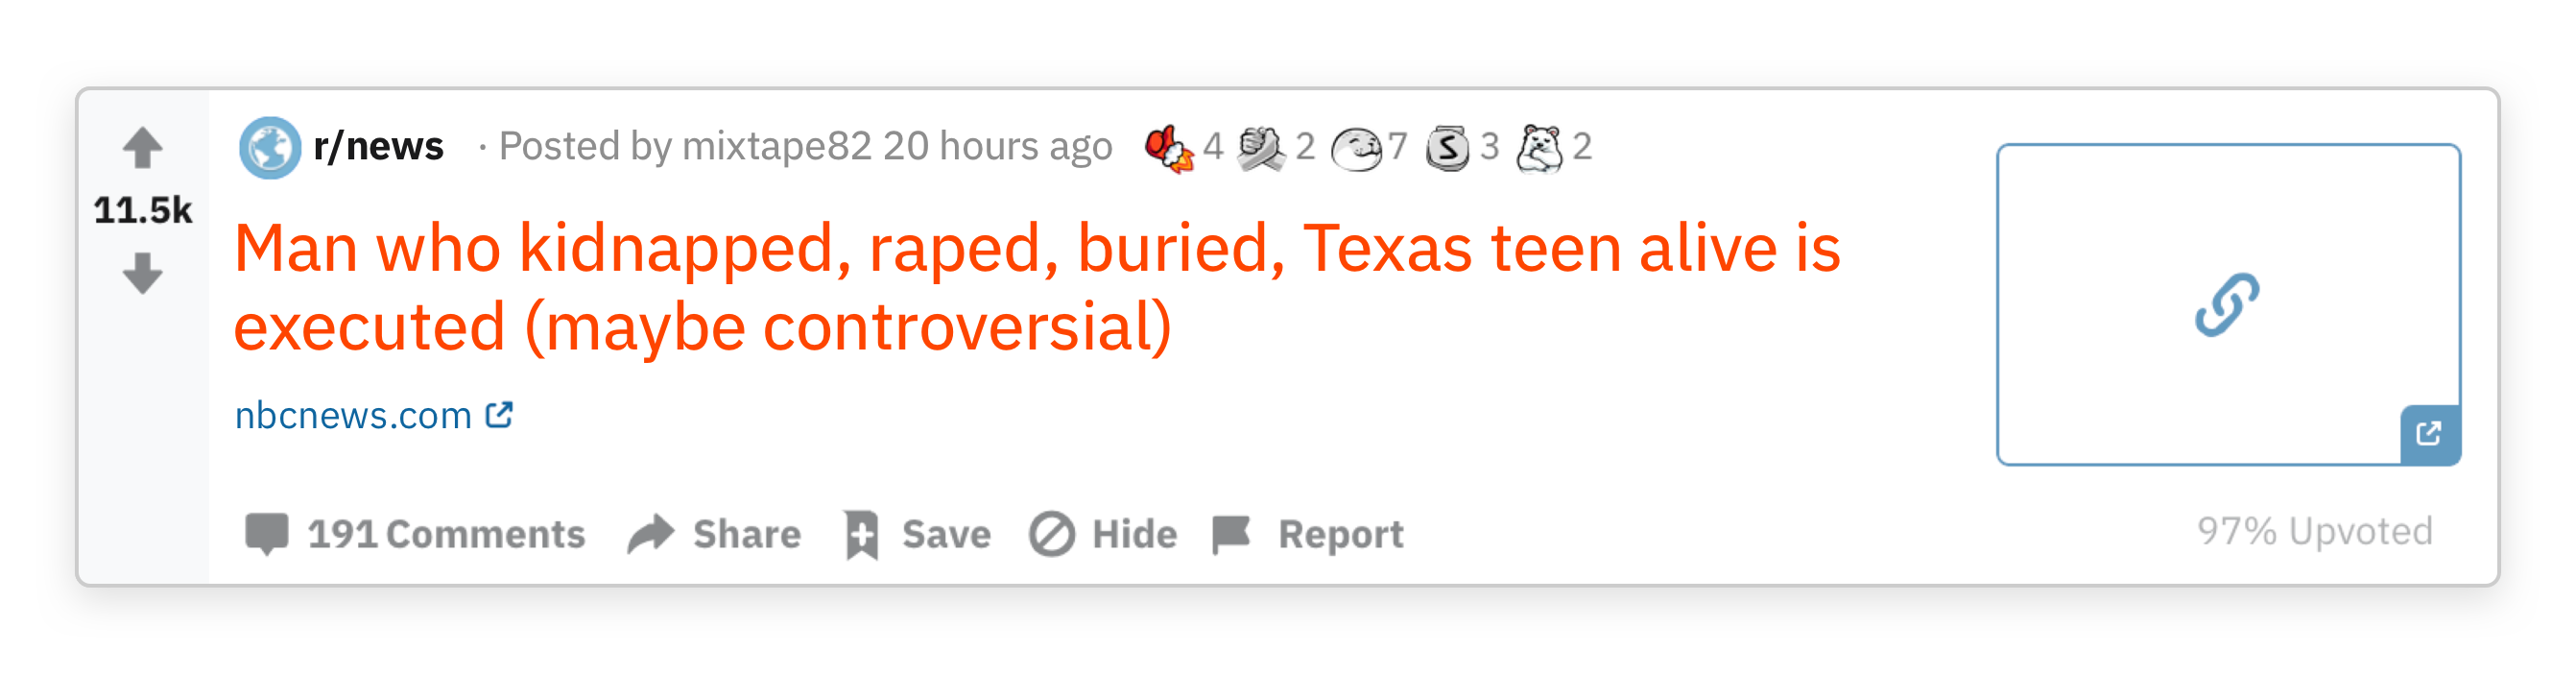 r/news · Posted by mixtape82 20 hours ago 4 2 7 S 3 2
11.5k
Man who kidnapped, raped, buried, Texas teen alive is
executed (maybe controversial)
nbcnews.com
191 Comments Share Save Hide Report
97% Upvoted